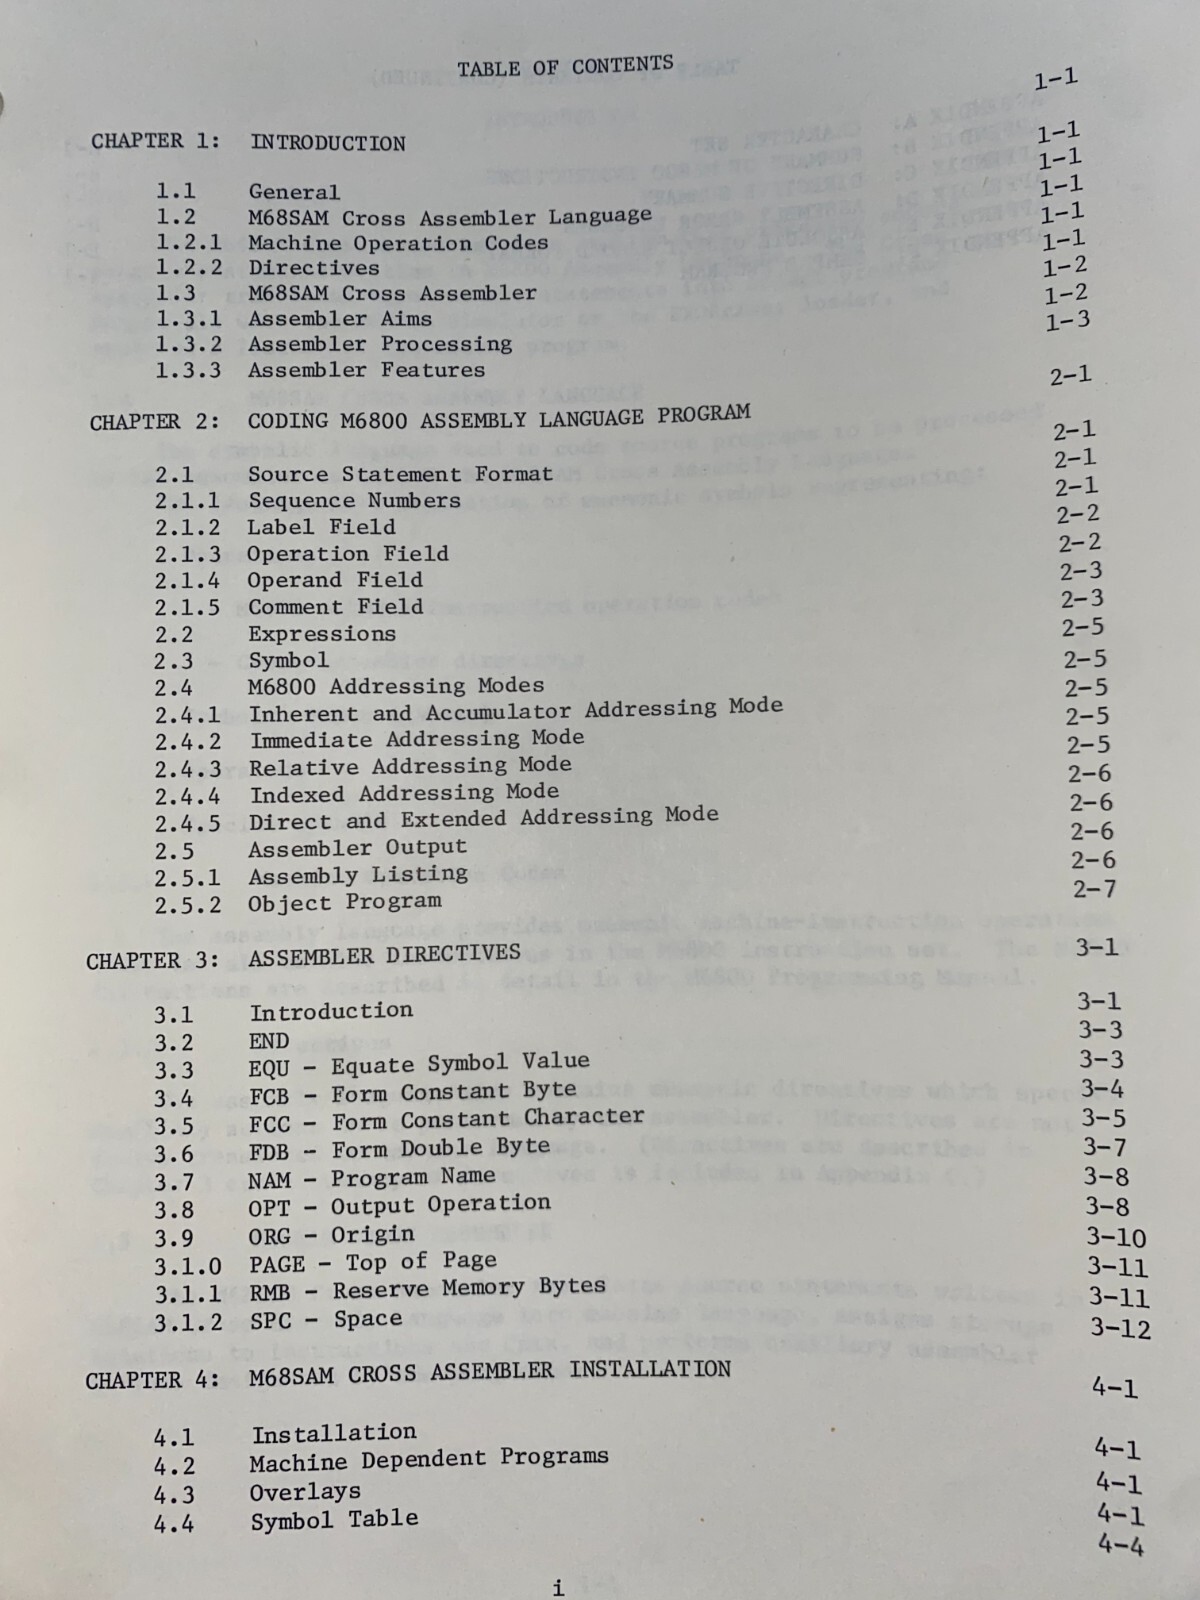 TABLE OF CONTENTS
CHAPTER 1: INTRODUCTION 1-1
1.1 General 1-1
1.2 M68SAM Cross Assembler Language 1-1
1.2.1 Machine Operation Codes 1-1
1.2.2 Directives 1-1
1.3 M68SAM Cross Assembler 1-1
1.3.1 Assembler Aims 1-2
1.3.2 Assembler Processing 1-2
1.3.3 Assembler Features 1-3
CHAPTER 2: CODING M6800 ASSEMBLY LANGUAGE PROGRAM 2-1
2.1 Source Statement Format 2-1
2.1.1 Sequence Numbers 2-1
2.1.2 Label Field 2-1
2.1.3 Operation Field 2-2
2.1.4 Operand Field 2-2
2.1.5 Comment Field 2-3
2.2 Expressions 2-3
2.3 Symbol 2-5
2.4 M6800 Addressing Modes 2-5
2.4.1 Inherent and Accumulator Addressing Mode 2-5
2.4.2 Immediate Addressing Mode 2-5
2.4.3 Relative Addressing Mode 2-5
2.4.4 Indexed Addressing Mode 2-6
2.4.5 Direct and Extended Addressing Mode 2-6
2.5 Assembler Output 2-6
2.5.1 Assembly Listing 2-6
2.5.2 Object Program 2-7
CHAPTER 3: ASSEMBLER DIRECTIVES 3-1
3.1 Introduction 3-1
3.2 END 3-3
3.3 EQU - Equate Symbol Value 3-3
3.4 FCB - Form Constant Byte 3-4
3.5 FCC - Form Constant Character 3-5
3.6 FDB - Form Double Byte 3-7
3.7 NAM - Program Name 3-8
3.8 OPT - Output Operation 3-8
3.9 ORG - Origin 3-10
3.1.0 PAGE - Top of Page 3-11
3.1.1 RMB - Reserve Memory Bytes 3-11
3.1.2 SPC - Space 3-12
CHAPTER 4: M68SAM CROSS ASSEMBLER INSTALLATION 4-1
4.1 Installation 4-1
4.2 Machine Dependent Programs 4-1
4.3 Overlays 4-1
4.4 Symbol Table 4-4
i